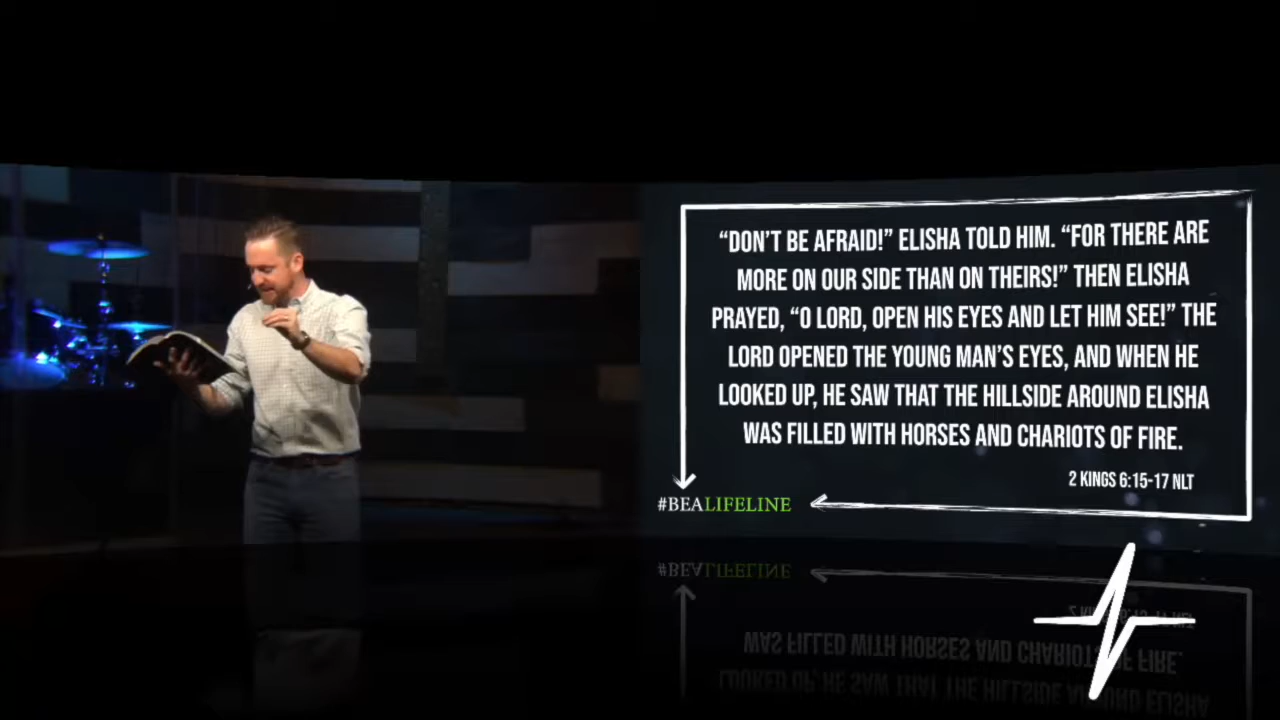 “DON’T BE AFRAID!” ELISHA TOLD HIM. “FOR THERE ARE
MORE ON OUR SIDE THAN ON THEIRS!” THEN ELISHA
PRAYED, “O LORD, OPEN HIS EYES AND LET HIM SEE!” THE
LORD OPENED THE YOUNG MAN’S EYES, AND WHEN HE
LOOKED UP, HE SAW THAT THE HILLSIDE AROUND ELISHA
WAS FILLED WITH HORSES AND CHARIOTS OF FIRE.
2 KINGS 6:15-17 NLT
#BEALIFELINE